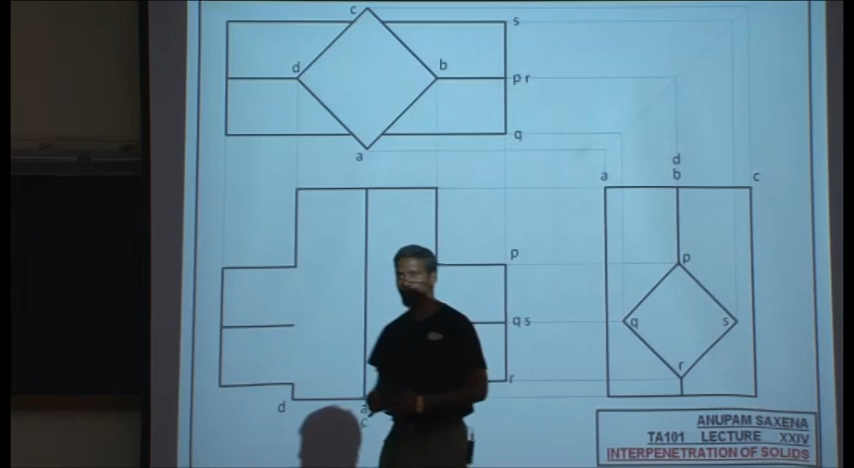 c
s
d
b
p r
q
a
d
a b c
p
p
q s
q s
r
r
d
a
c
ANUPAM SAXENA
TA101 LECTURE XXIV
INTERPENETRATION OF SOLIDS